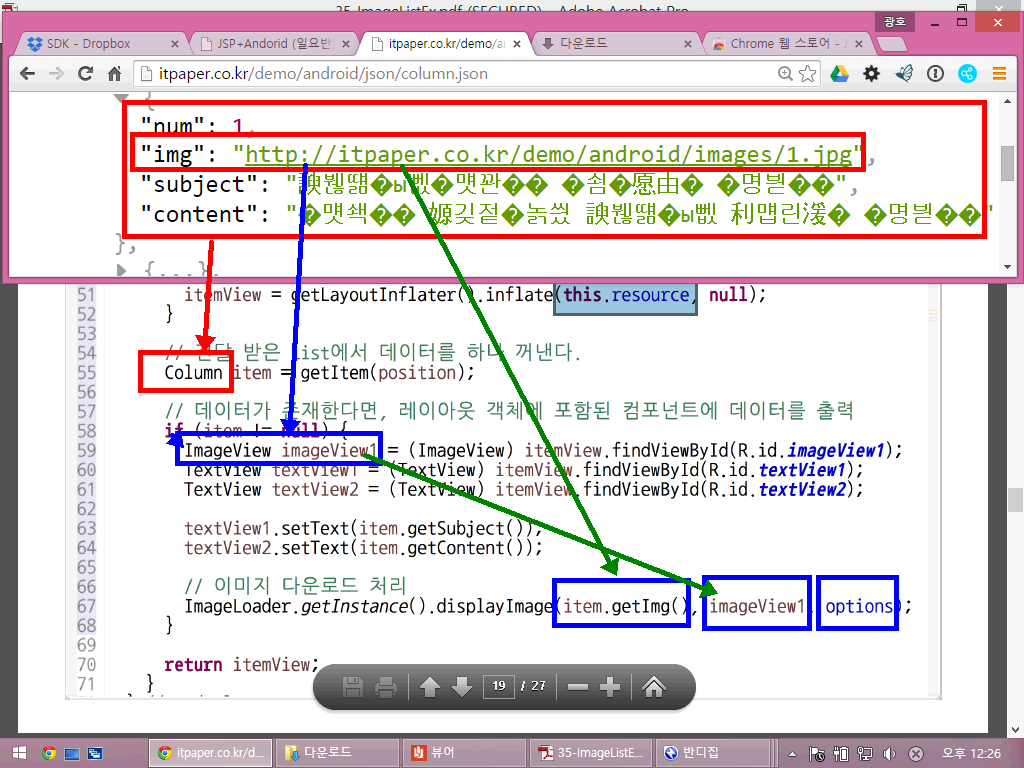 35-ImageListEx.pdf (SECURED) - Adobe Acrobat Pro
광호
SDK - Dropbox
JSP+Andorid (일요반
itpaper.co.kr/demo/a
다운로드
Chrome 웹 스토어 - J
itpaper.co.kr/demo/android/json/column.json
{
"num": 1,
"img": "http://itpaper.co.kr/demo/android/images/1.jpg",
"subject":
"content":
},
{...},
51 itemView = getLayoutInflater().inflate(this.resource, null);
52 }
53
54 // 전달 받은 List에서 데이터를 하나 꺼낸다.
55 Column item = getItem(position);
56
57 // 데이터가 존재한다면, 레이아웃 객체에 포함된 컴포넌트에 데이터를 출력
58 if (item != null) {
59 ImageView imageView1 = (ImageView) itemView.findViewById(R.id.imageView1);
60 TextView textView1 = (TextView) itemView.findViewById(R.id.textView1);
61 TextView textView2 = (TextView) itemView.findViewById(R.id.textView2);
62
63 textView1.setText(item.getSubject());
64 textView2.setText(item.getContent());
65
66 // 이미지 다운로드 처리
67 ImageLoader.getInstance().displayImage(item.getImg(), imageView1, options);
68 }
69
70 return itemView;
71 }
19 / 27
itpaper.co.kr/d...
다운로드
뷰어
35-ImageListE...
반디집
오후 12:26